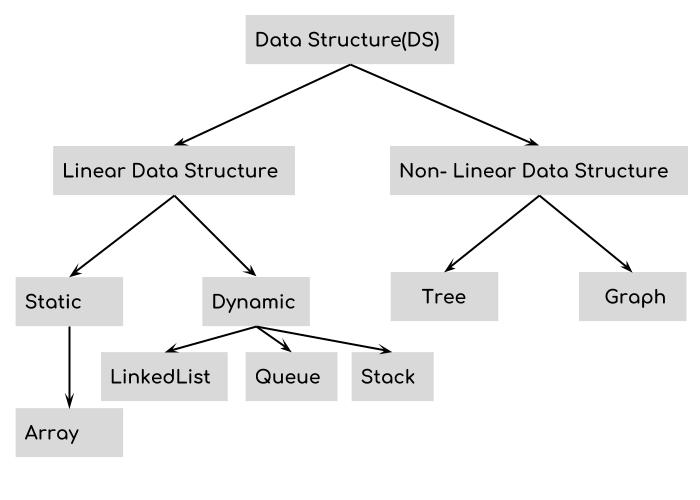 Data Structure(DS)
Linear Data Structure
Non- Linear Data Structure
Static
Dynamic
Tree
Graph
LinkedList
Queue
Stack
Array